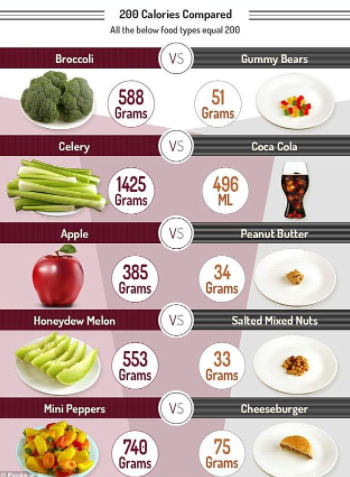 200 Calories Compared
All the below food types equal 200
Broccoli VS Gummy Bears
588 Grams 51 Grams
Celery VS Coca Cola
1425 Grams 496 ML
Apple VS Peanut Butter
385 Grams 34 Grams
Honeydew Melon VS Salted Mixed Nuts
553 Grams 33 Grams
Mini Peppers VS Cheeseburger
740 Grams 75 Grams